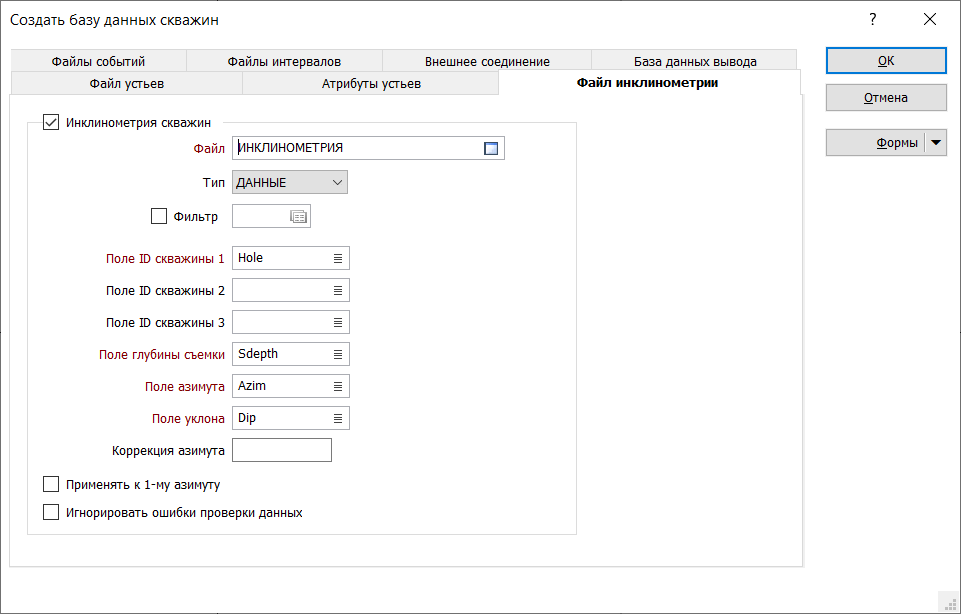 Создать базу данных скважин
?
Файлы событий
Файлы интервалов
Внешнее соединение
База данных вывода
Файл устьев
Атрибуты устьев
Файл инклинометрии
ОК
Отмена
Формы
Инклинометрия скважин
Файл ИНКЛИНОМЕТРИЯ
Тип ДАННЫЕ
Фильтр
Поле ID скважины 1 Hole
Поле ID скважины 2
Поле ID скважины 3
Поле глубины съемки Sdepth
Поле азимута Azim
Поле уклона Dip
Коррекция азимута
Применять к 1-му азимуту
Игнорировать ошибки проверки данных